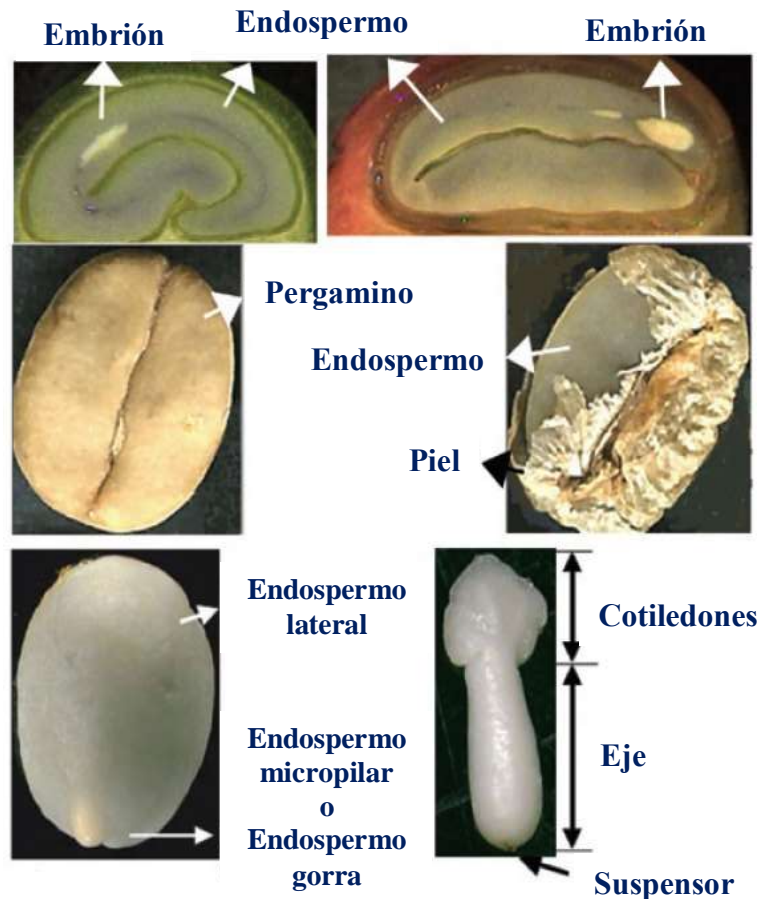 Embrión
Endospermo
Embrión
Pergamino
Endospermo
Piel
Endospermo
lateral
Cotiledones
Endospermo
micropilar
o
Endospermo
gorra
Eje
Suspensor